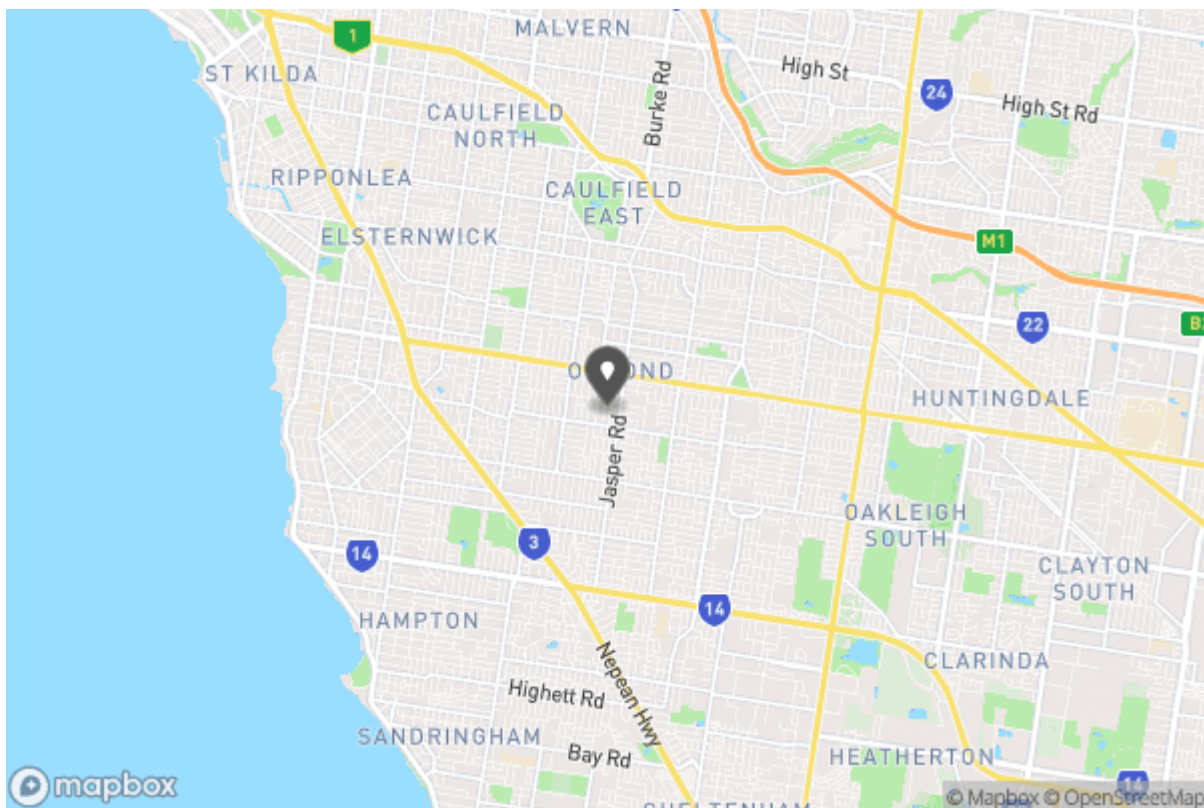 MALVERN
1
ST KILDA
High St
24
High St Rd
Burke Rd
CAULFIELD
NORTH
RIPPONLEA
CAULFIELD
EAST
ELSTERNWICK
M1
22
HUNTINGDALE
Jasper Rd
OAKLEIGH
SOUTH
3
14
CLAYTON
SOUTH
14
HAMPTON
CLARINDA
Nepean Hwy
Highett Rd
SANDRINGHAM
Bay Rd
HEATHERTON
14
mapbox
© Mapbox © OpenStreetMap